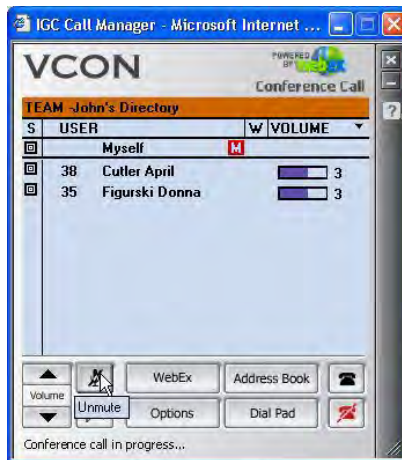 IGC Call Manager - Microsoft Internet ...
VCON
POWERED BY WebEx
Conference Call
TEAM -John's Directory
S USER W VOLUME
Myself M
38 Cutler April 3
35 Figurski Donna 3
?
WebEx Address Book
Volume
Unmute
Options Dial Pad
Conference call in progress...